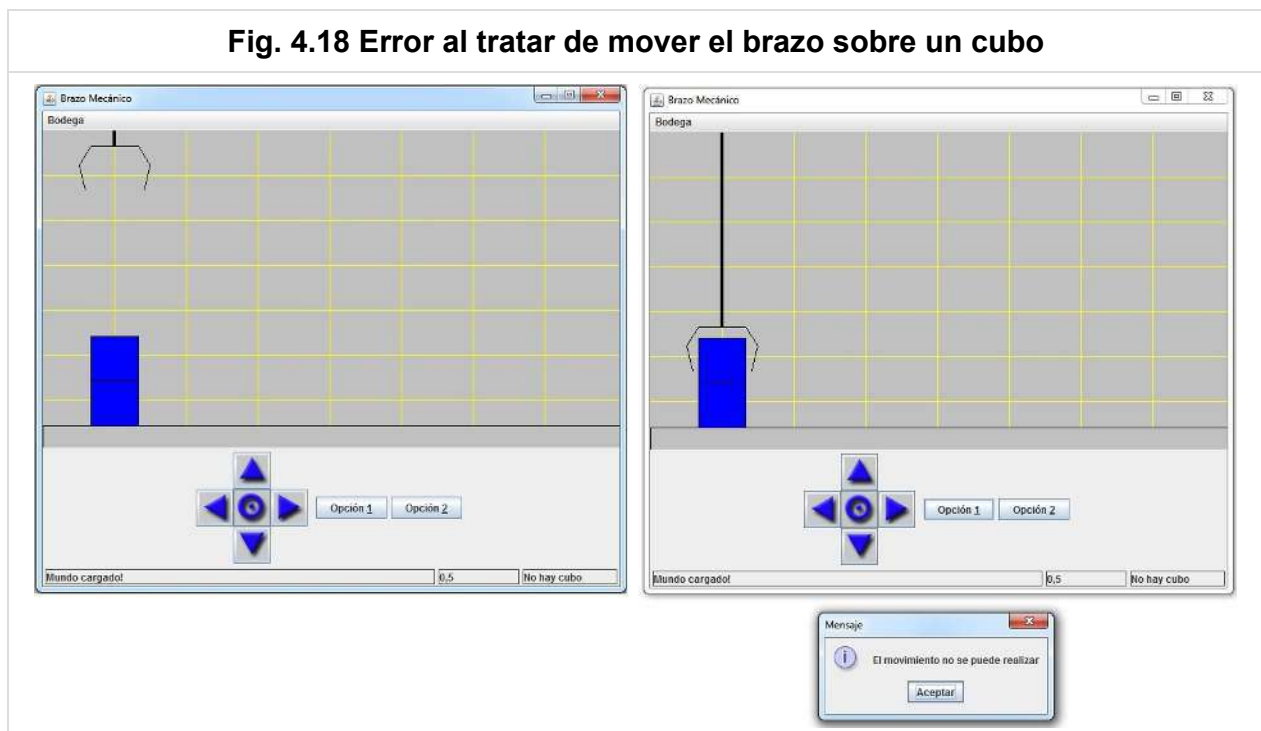 Fig. 4.18 Error al tratar de mover el brazo sobre un cubo
Brazo Mecánico
Bodega
Opción 1 Opción 2
Mundo cargado! 0,5 No hay cubo
Brazo Mecánico
Bodega
Opción 1 Opción 2
Mundo cargado! 0,5 No hay cubo
Mensaje
El movimiento no se puede realizar
Aceptar